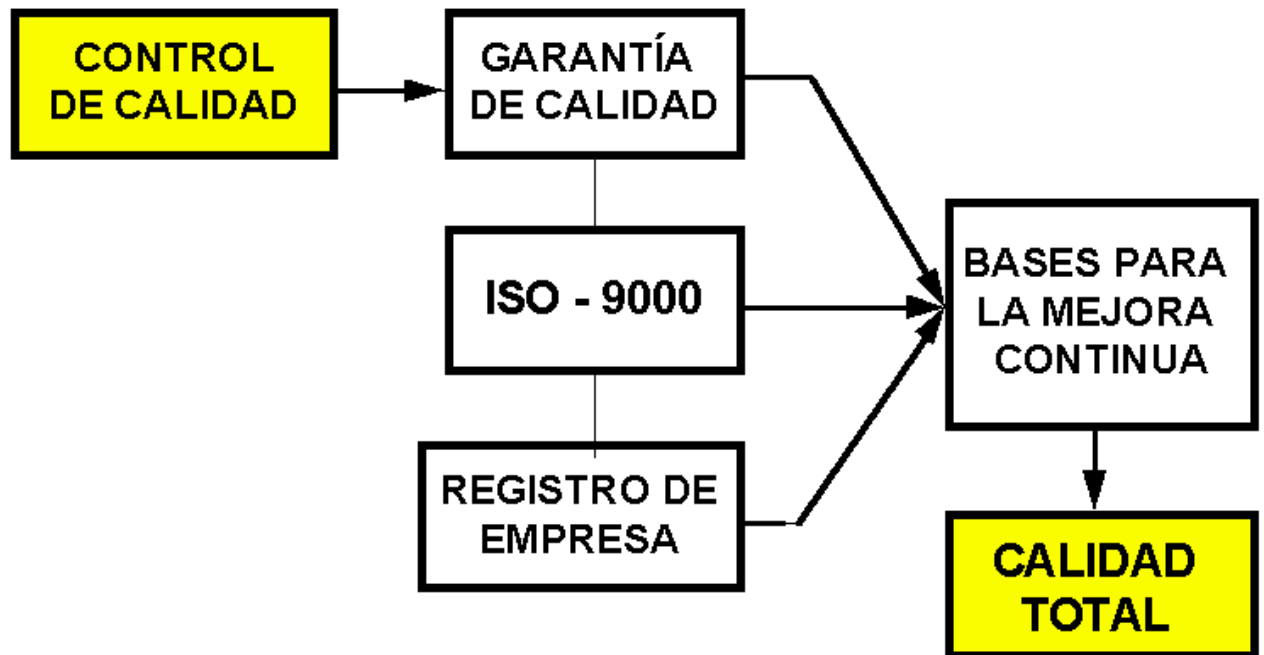 CONTROL
DE CALIDAD
GARANTÍA
DE CALIDAD
ISO - 9000
REGISTRO DE
EMPRESA
BASES PARA
LA MEJORA
CONTINUA
CALIDAD
TOTAL